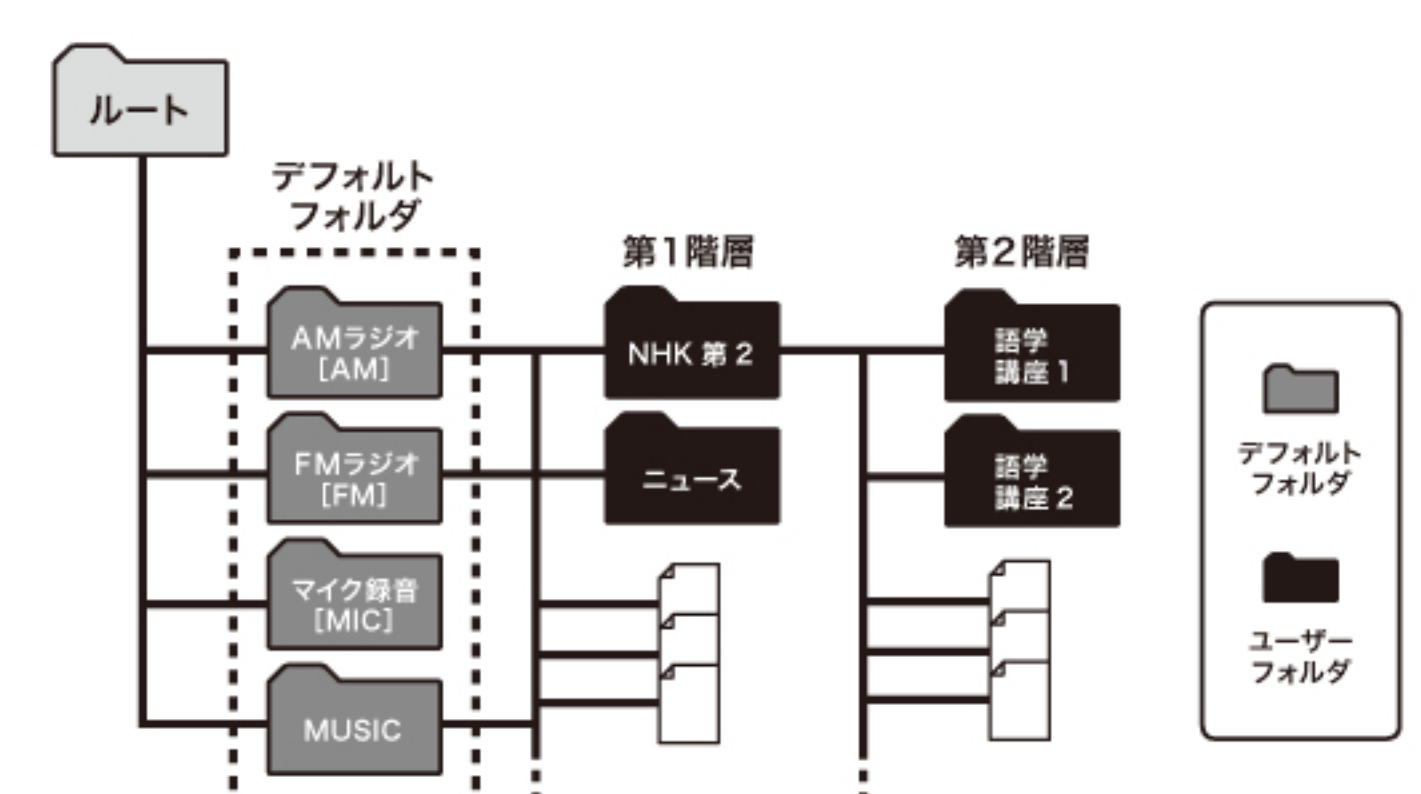 ルート
デフォルト
フォルダ
第1階層
第2階層
AMラジオ
[AM]
NHK 第 2
語学
講座 1
FMラジオ
[FM]
ニュース
語学
講座 2
マイク録音
[MIC]
MUSIC
デフォルト
フォルダ
ユーザー
フォルダ